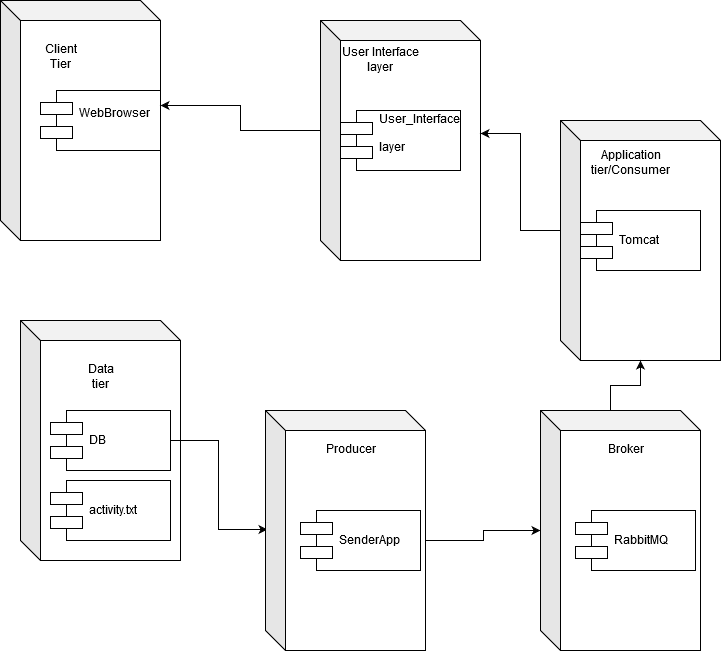 Client
Tier
WebBrowser
User Interface
layer
User_Interface
layer
Application
tier/Consumer
Tomcat
Data
tier
DB
activity.txt
Producer
SenderApp
Broker
RabbitMQ